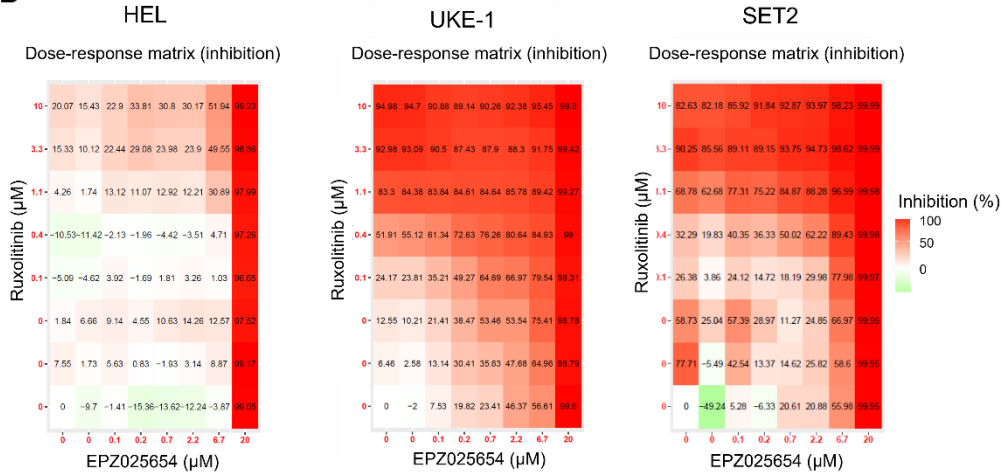 HEL
UKE-1
SET2
Dose-response matrix (inhibition)
Dose-response matrix (inhibition)
Dose-response matrix (inhibition)
Ruxolitinib (µM)
10 20.07 15.43 22.9 33.81 30.8 30.17 51.94 99.23
3.3 15.33 10.12 22.44 29.08 23.98 23.9 49.55 98.86
1.1 4.26 1.74 13.12 11.07 12.92 12.21 30.89 97.99
0.4 −10.53 −11.42 −2.13 −1.96 −4.42 −3.51 4.71 97.26
0.1 −5.09 −4.62 3.92 −1.69 1.81 3.26 1.03 96.65
0 1.84 6.66 9.14 4.55 10.63 14.26 12.57 97.52
0 7.55 1.73 5.63 0.83 −1.93 3.14 8.87 99.17
0 0 −9.7 −1.41 −15.36 −13.62 −12.24 −3.87 99.05
0 0 0.1 0.2 0.7 2.2 6.7 20
EPZ025654 (µM)
Ruxolitinib (µM)
10 94.98 94.7 90.88 89.14 90.26 92.38 95.45 99.6
3.3 92.98 93.09 90.5 87.43 87.9 88.3 91.75 99.42
1.1 83.3 84.38 83.84 84.61 84.64 85.78 89.42 99.27
0.4 51.91 55.12 61.34 72.63 76.26 80.64 84.93 99
0.1 24.17 23.81 35.21 49.27 64.69 66.97 79.54 98.31
0 12.55 10.21 21.41 38.47 53.46 53.54 75.41 98.78
0 6.46 2.58 13.14 30.41 35.63 47.68 64.96 98.79
0 0 −2 7.53 19.82 23.41 46.37 56.61 99.6
0 0 0.1 0.2 0.7 2.2 6.7 20
EPZ025654 (µM)
Ruxolitinib (µM)
10 82.63 82.18 85.92 91.84 92.87 93.97 98.23 99.99
3.3 90.25 85.56 89.11 89.15 93.75 94.73 98.62 99.99
1.1 68.78 62.68 77.31 75.22 84.87 88.28 96.99 99.98
0.4 32.29 19.83 40.35 36.33 50.02 62.22 89.43 99.98
0.1 26.38 3.86 24.12 14.72 18.19 29.98 77.98 99.97
0 58.73 25.04 57.39 28.97 11.27 24.85 66.97 99.96
0 77.71 −5.49 42.54 13.37 14.62 25.82 58.6 99.95
0 0 −49.24 5.28 −6.33 20.61 20.88 55.98 99.55
0 0 0.1 0.2 0.7 2.2 6.7 20
EPZ025654 (µM)
Inhibition (%)
100
50
0